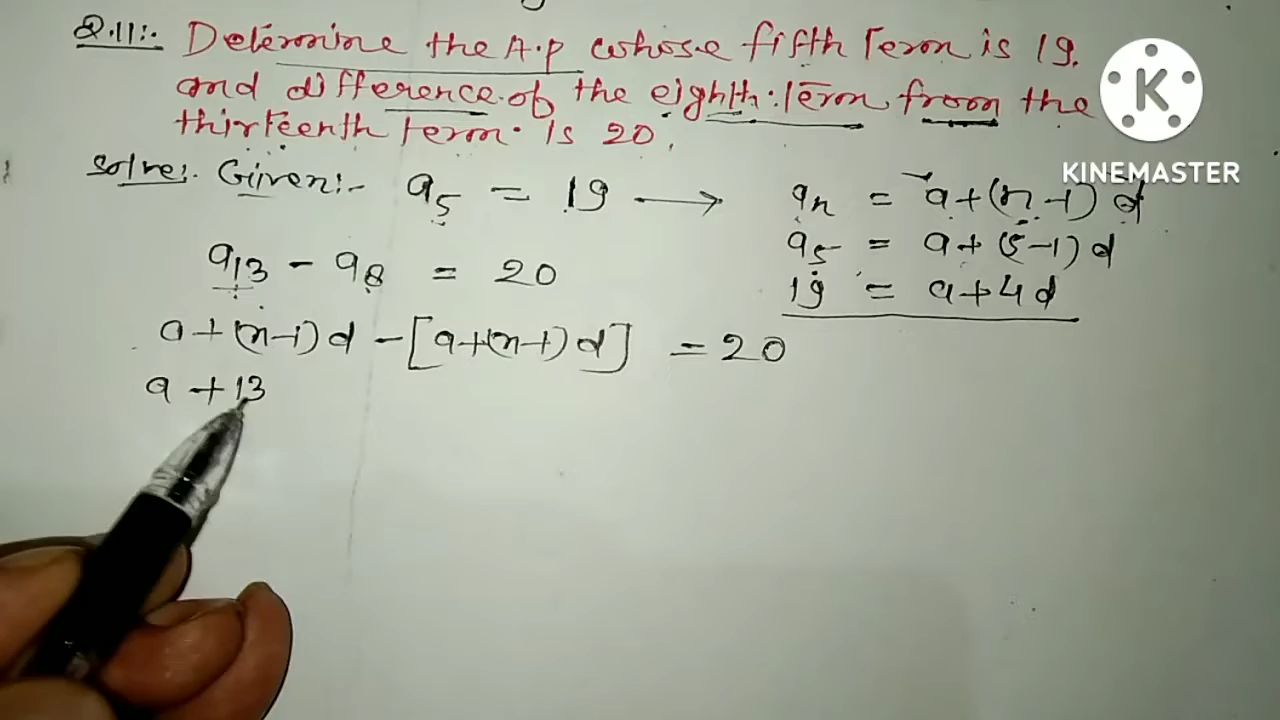 Q.11:. Determine the A.P whose fifth Term is 19.
and difference of the eighth term from the
thirteenth term is 20.
Solve:. Given:- a₅ = 19 → aₙ = a+(n-1)d
a₅ = a+(5-1)d
a₁₃ - a₈ = 20
19 = a+4d
a+(n-1)d - [a+(n-1)d] = 20
a +13
K
KINEMASTER